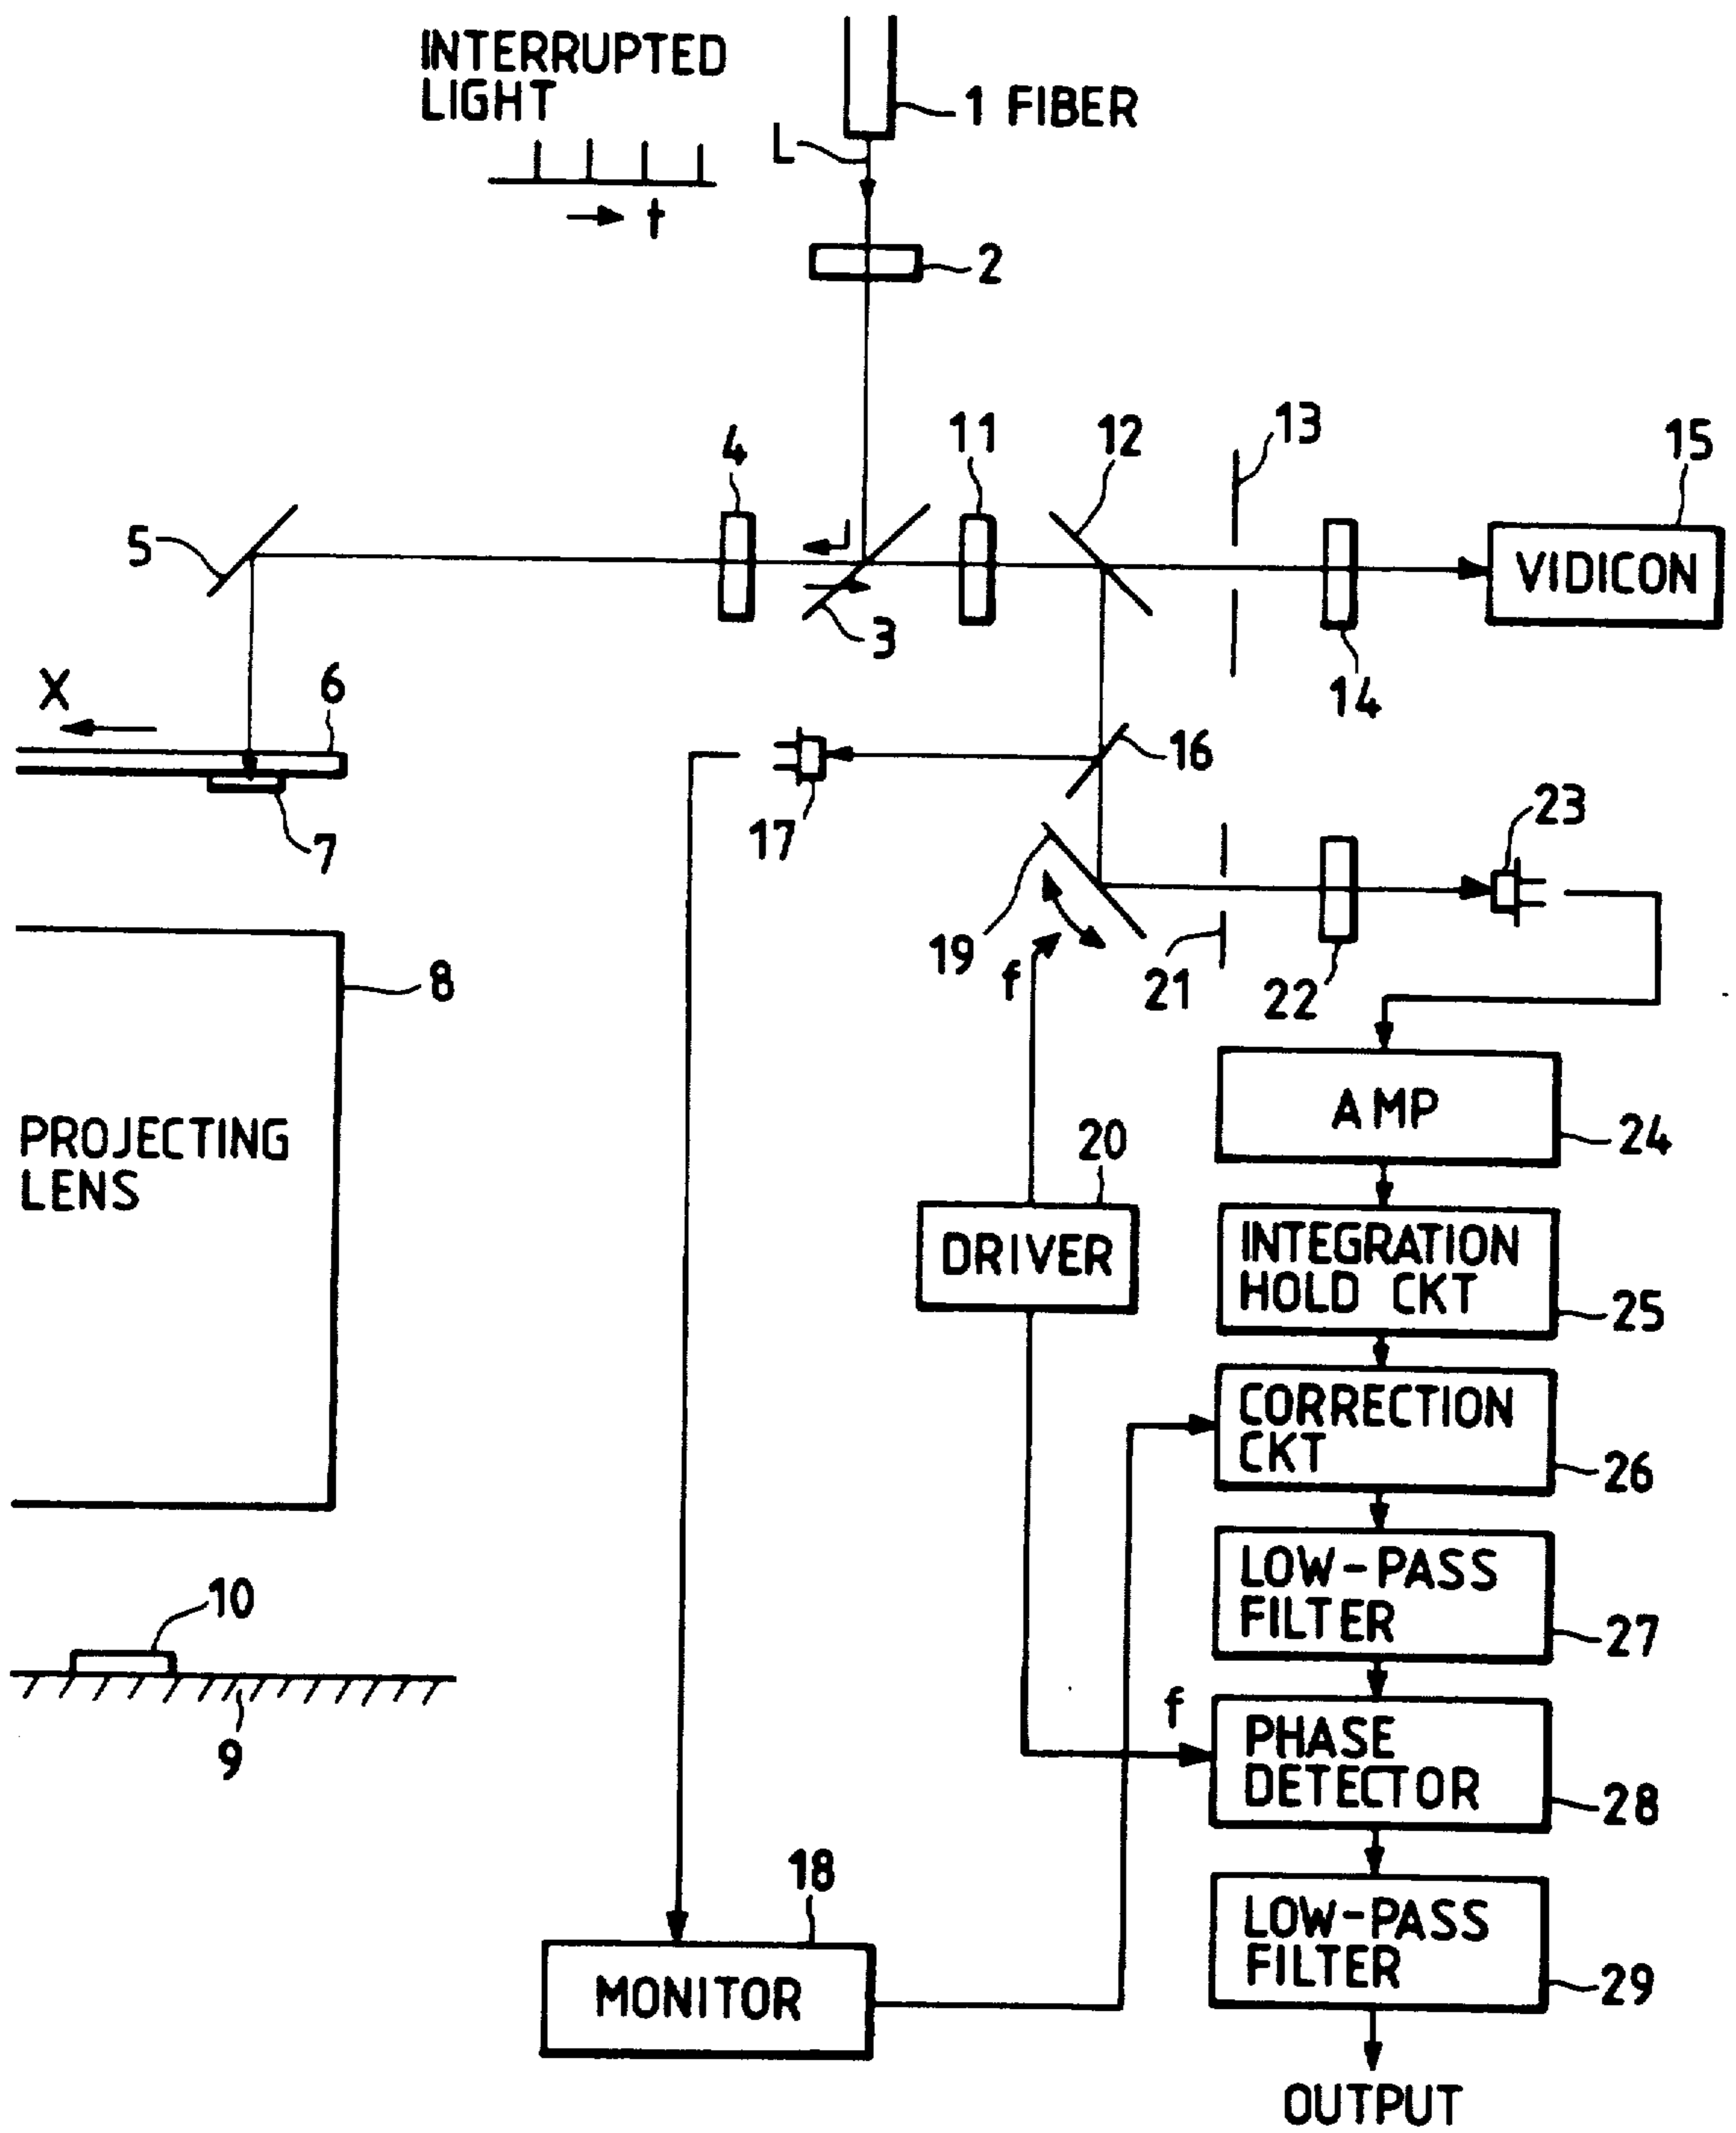 INTERRUPTED
LIGHT
t
1 FIBER
L
2
4
11
12
13
15
5
3
VIDICON
14
X
6
16
17
7
23
19
f
21
22
8
AMP
24
PROJECTING
LENS
20
DRIVER
INTEGRATION
HOLD CKT
25
CORRECTION
CKT
26
LOW-PASS
FILTER
27
10
9
f
PHASE
DETECTOR
28
18
MONITOR
LOW-PASS
FILTER
29
OUTPUT